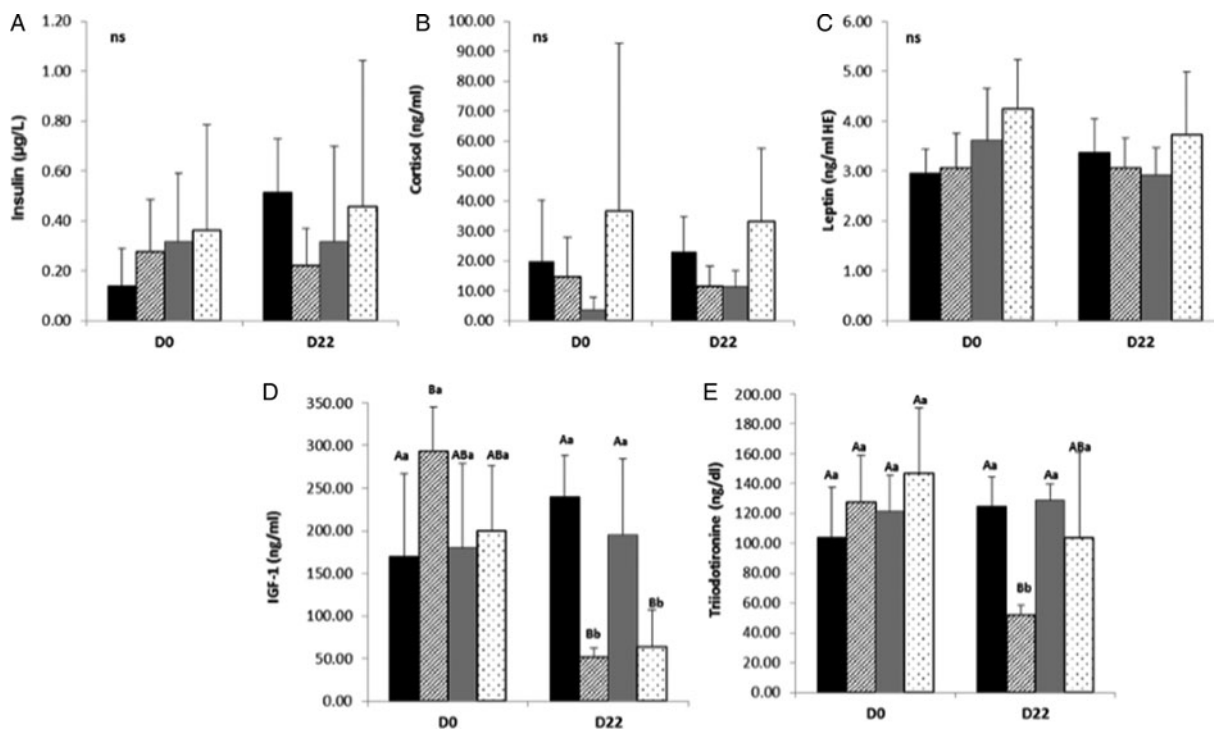 A
Insulin (µg/L)
1.20
1.00
0.80
0.60
0.40
0.20
0.00
ns
D0
D22
B
Cortisol (ng/ml)
100.00
90.00
80.00
70.00
60.00
50.00
40.00
30.00
20.00
10.00
0.00
ns
D0
D22
C
Leptin (ng/ml HE)
6.00
5.00
4.00
3.00
2.00
1.00
0.00
ns
D0
D22
D
IGF-1 (ng/ml)
350.00
300.00
250.00
200.00
150.00
100.00
50.00
0.00
Aa
Ba
ABa
ABa
Aa
Bb
Aa
Bb
D0
D22
E
Triiodotironine (ng/dl)
200.00
180.00
160.00
140.00
120.00
100.00
80.00
60.00
40.00
20.00
0.00
Aa
Aa
Aa
Aa
Aa
Bb
Aa
ABa
D0
D22